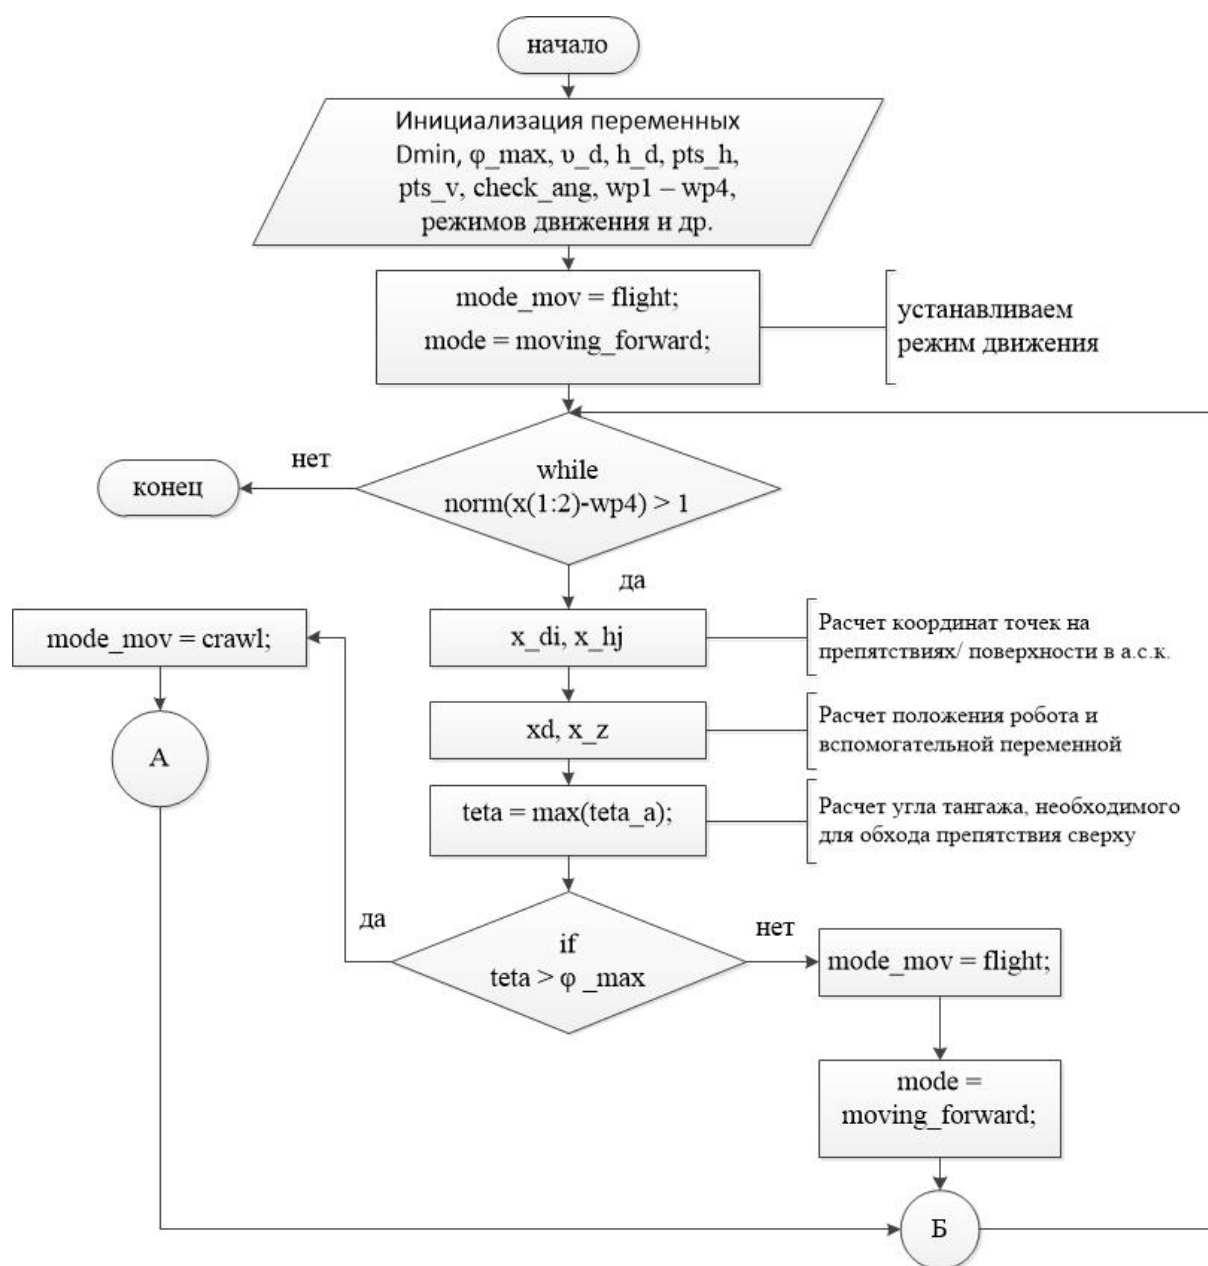 начало
Инициализация переменных
Dmin, φ_max, υ_d, h_d, pts_h,
pts_v, check_ang, wp1 – wp4,
режимов движения и др.
mode_mov = flight;
mode = moving_forward;
устанавливаем
режим движения
while
norm(x(1:2)-wp4) > 1
нет
конец
да
x_di, x_hj
Расчет координат точек на
препятствиях/ поверхности в а.с.к.
mode_mov = crawl;
А
xd, x_z
Расчет положения робота и
вспомогательной переменной
teta = max(teta_a);
Расчет угла тангажа, необходимого
для обхода препятствия сверху
if
teta > φ _max
да
нет
mode_mov = flight;
mode =
moving_forward;
Б